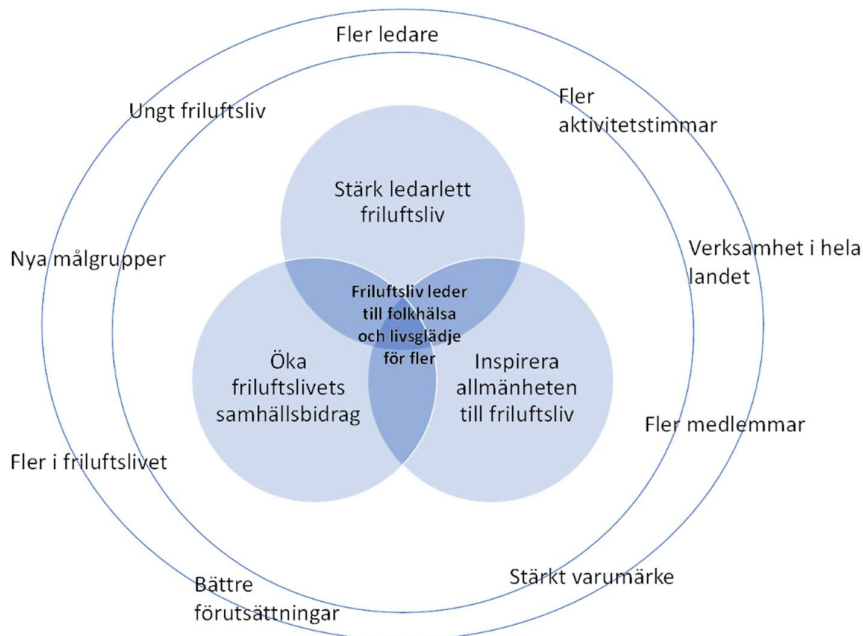 Fler ledare
Ungt friluftsliv
Fler
aktivitetstimmar
Stärk ledarlett
friluftsliv
Nya målgrupper
Verksamhet i hela
landet
Friluftsliv leder
till folkhälsa
och livsglädje
för fler
Öka
friluftslivets
samhällsbidrag
Inspirera
allmänheten
till friluftsliv
Fler medlemmar
Fler i friluftslivet
Bättre
förutsättningar
Stärkt varumärke